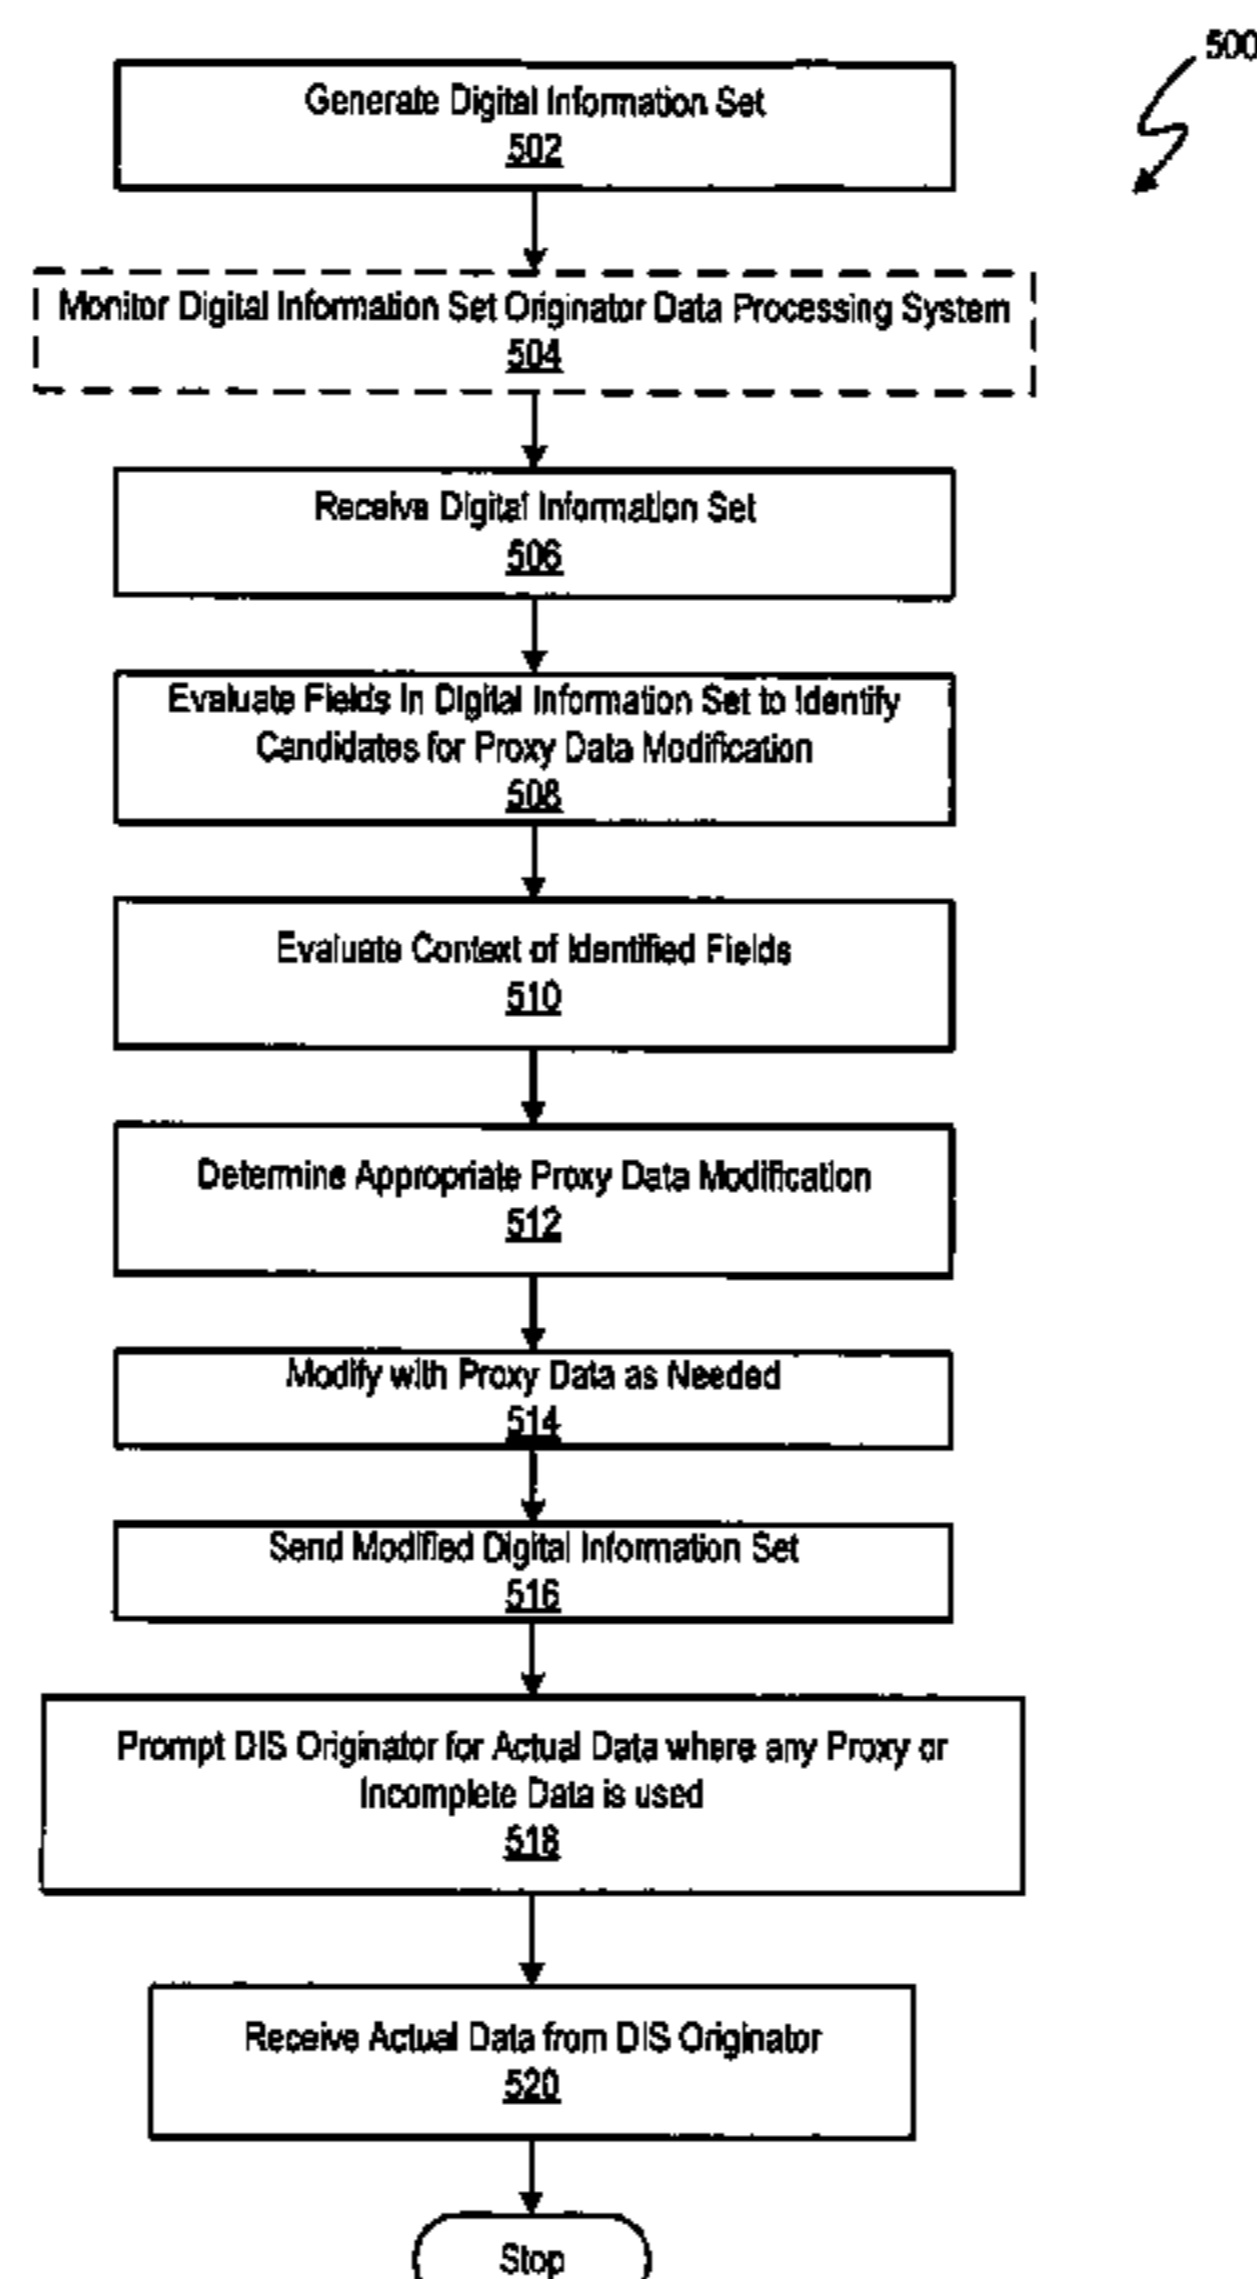 500
Generate Digital Information Set
502
Monitor Digital Information Set Originator Data Processing System
504
Receive Digital Information Set
506
Evaluate Fields in Digital Information Set to Identify
Candidates for Proxy Data Modification
508
Evaluate Context of Identified Fields
510
Determine Appropriate Proxy Data Modification
512
Modify with Proxy Data as Needed
514
Send Modified Digital Information Set
516
Prompt DIS Originator for Actual Data where any Proxy or
Incomplete Data is used
518
Receive Actual Data from DIS Originator
520
Stop